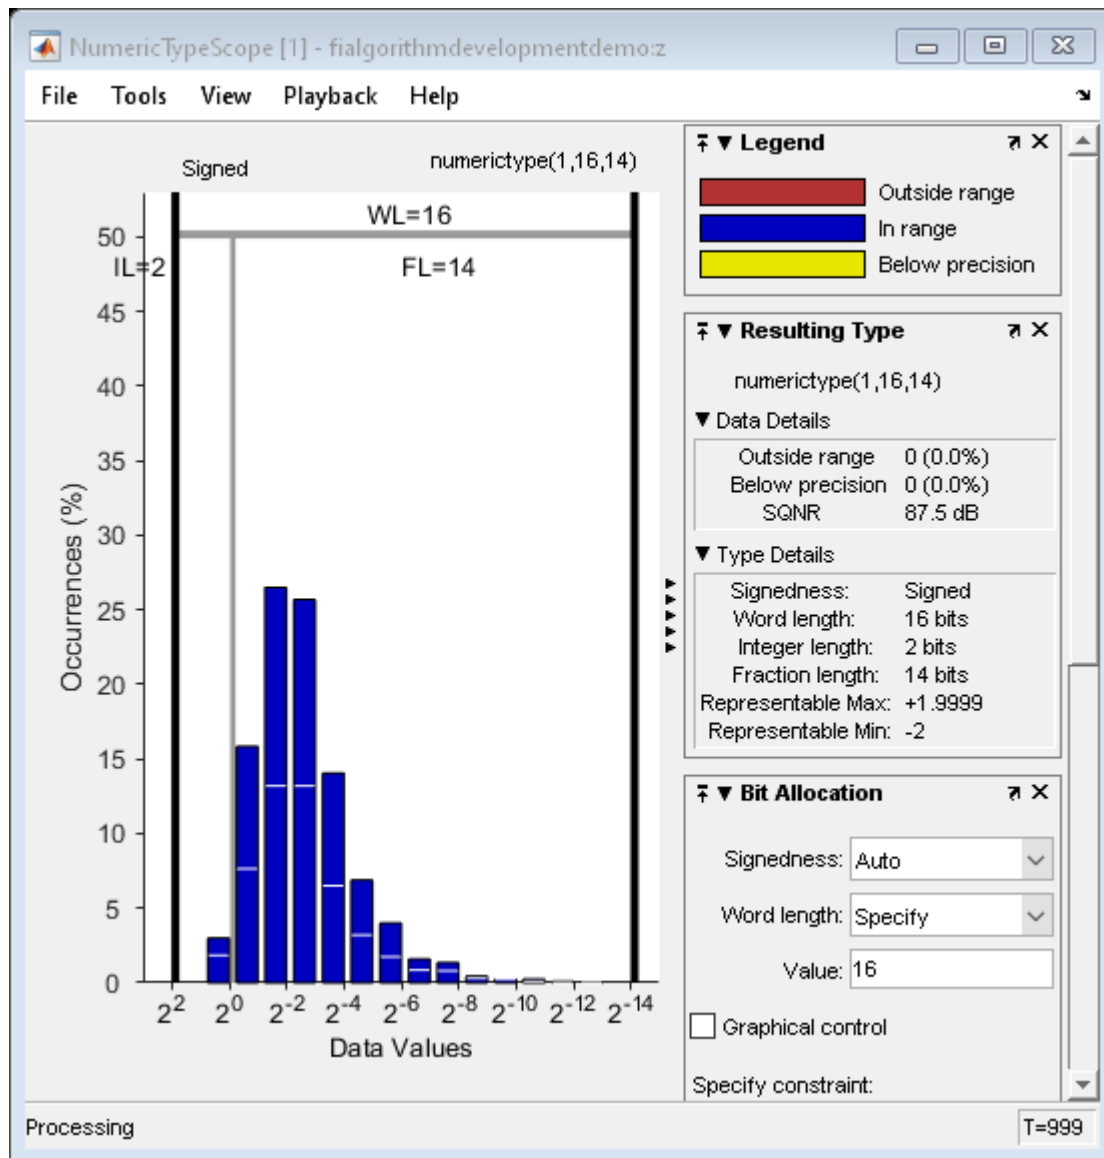 NumericTypeScope [1] - fialgorithmdevelopmentdemo:z
File Tools View Playback Help
Signed numerictype(1,16,14)
WL=16
IL=2 FL=14
50
45
40
35
30
25
20
15
10
5
0
Occurrences (%)
2^2 2^0 2^-2 2^-4 2^-6 2^-8 2^-10 2^-12 2^-14
Data Values
Legend
Outside range
In range
Below precision
Resulting Type
numerictype(1,16,14)
Data Details
Outside range 0 (0.0%)
Below precision 0 (0.0%)
SQNR 87.5 dB
Type Details
Signedness: Signed
Word length: 16 bits
Integer length: 2 bits
Fraction length: 14 bits
Representable Max: +1.9999
Representable Min: -2
Bit Allocation
Signedness: Auto
Word length: Specify
Value: 16
Graphical control
Specify constraint:
Processing T=999